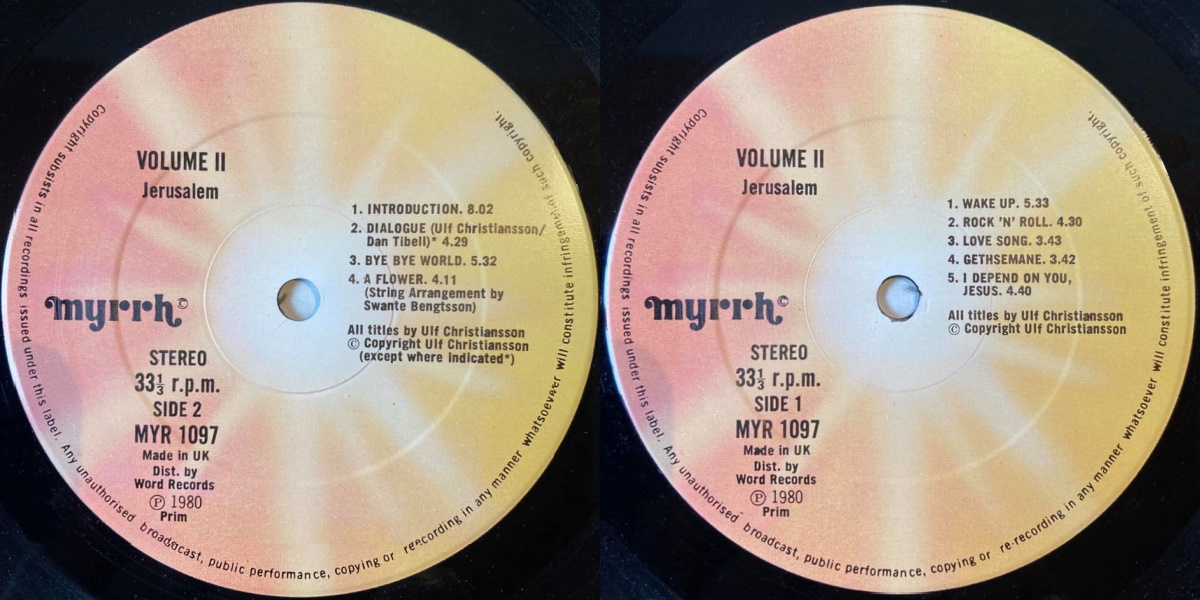 VOLUME II
Jerusalem
1. INTRODUCTION. 8.02
2. DIALOGUE (Ulf Christiansson/
Dan Tibell)* 4.29
3. BYE BYE WORLD. 5.32
4. A FLOWER. 4.11
(String Arrangement by
Swante Bengtsson)
All titles by Ulf Christiansson
© Copyright Ulf Christiansson
(except where indicated*)
myrrh©
STEREO
33⅓ r.p.m.
SIDE 2
MYR 1097
Made in UK
Dist. by
Word Records
℗ 1980
Prim
Copyright subsists in all recordings issued under this label. Any unauthorised broadcast, public performance, copying or re-recording in any manner whatsoever will constitute infringement of such copyright.
VOLUME II
Jerusalem
1. WAKE UP. 5.33
2. ROCK 'N' ROLL. 4.30
3. LOVE SONG. 3.43
4. GETHSEMANE. 3.42
5. I DEPEND ON YOU,
JESUS. 4.40
All titles by Ulf Christiansson
© Copyright Ulf Christiansson
myrrh©
STEREO
33⅓ r.p.m.
SIDE 1
MYR 1097
Made in UK
Dist. by
Word Records
℗ 1980
Prim
Copyright subsists in all recordings issued under this label. Any unauthorised broadcast, public performance, copying or re-recording in any manner whatsoever will constitute infringement of such copyright.